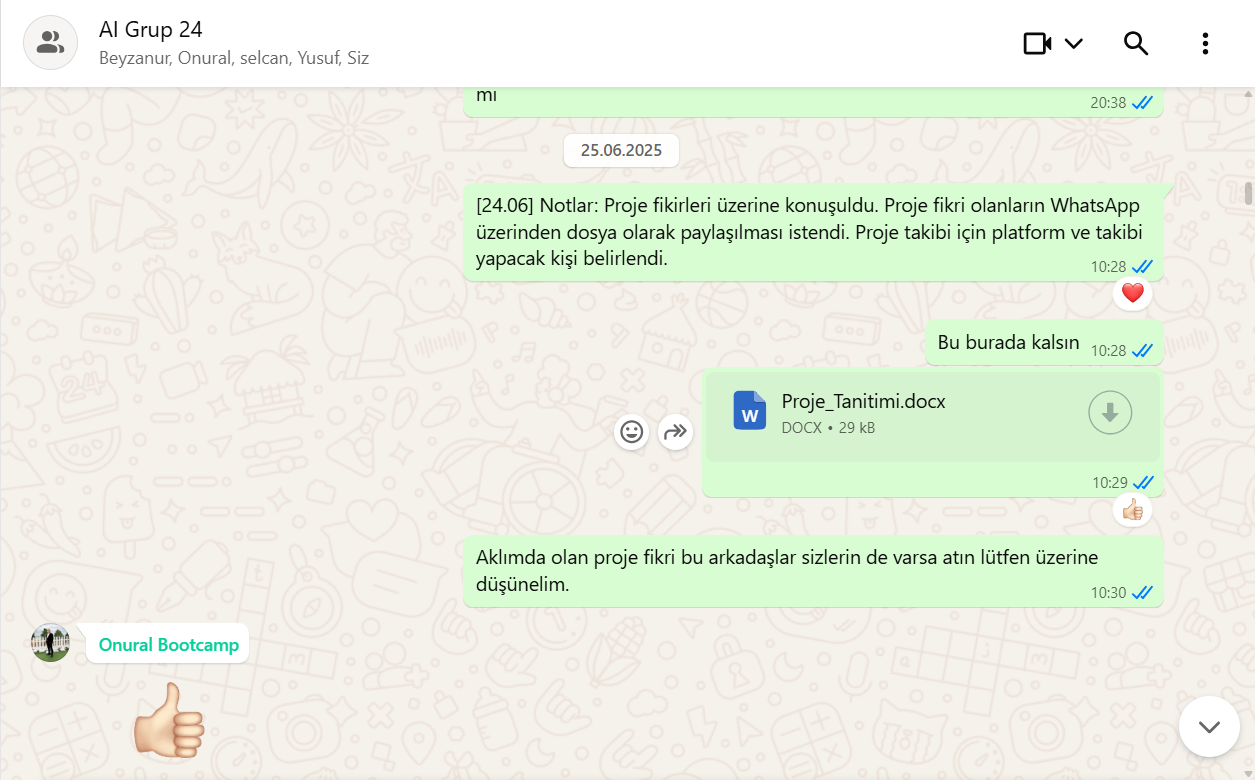 AI Grup 24
Beyzanur, Onural, selcan, Yusuf, Siz
mi
20:38
25.06.2025
[24.06] Notlar: Proje fikirleri üzerine konuşuldu. Proje fikri olanların WhatsApp
üzerinden dosya olarak paylaşılması istendi. Proje takibi için platform ve takibi
yapacak kişi belirlendi.
10:28
Bu burada kalsın
10:28
W
Proje_Tanitimi.docx
DOCX • 29 kB
10:29
Aklımda olan proje fikri bu arkadaşlar sizlerin de varsa atın lütfen üzerine
düşünelim.
10:30
Onural Bootcamp